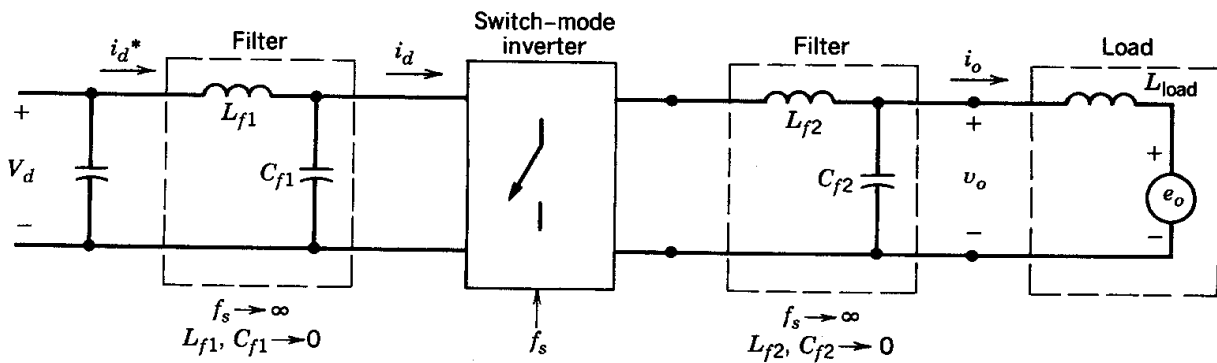 Switch-mode
inverter
Filter
Filter
Load
i_d*
i_d
i_o
L_load
L_f1
L_f2
+
+
+
V_d
C_f1
C_f2
v_o
e_o
−
−
−
f_s→∞
L_f1, C_f1→0
f_s
f_s→∞
L_f2, C_f2→0